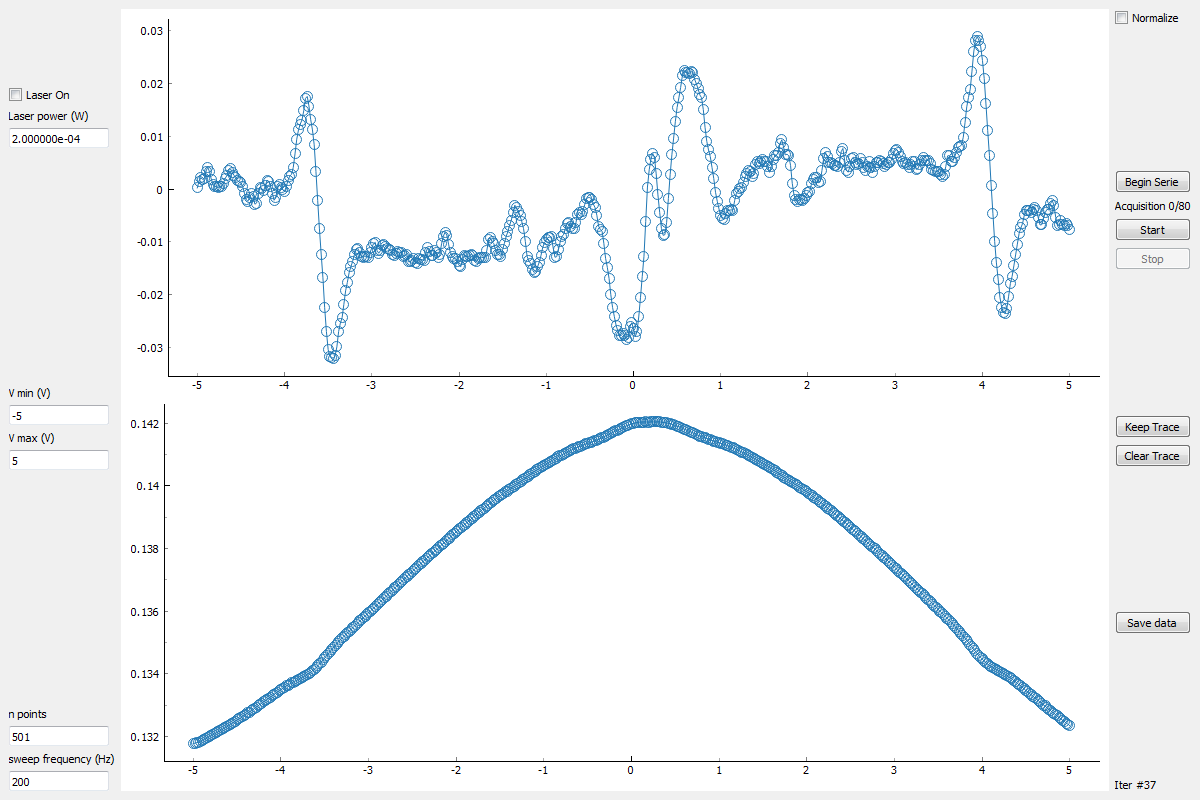 Normalize
Laser On
Laser power (W)
2.000000e-04
0.03
0.02
0.01
0
-0.01
-0.02
-0.03
-5 -4 -3 -2 -1 0 1 2 3 4 5
Begin Serie
Acquisition 0/80
Start
Stop
V min (V)
-5
V max (V)
5
Keep Trace
Clear Trace
0.142
0.14
0.138
0.136
0.134
0.132
-5 -4 -3 -2 -1 0 1 2 3 4 5
Save data
n points
501
sweep frequency (Hz)
200
Iter #37